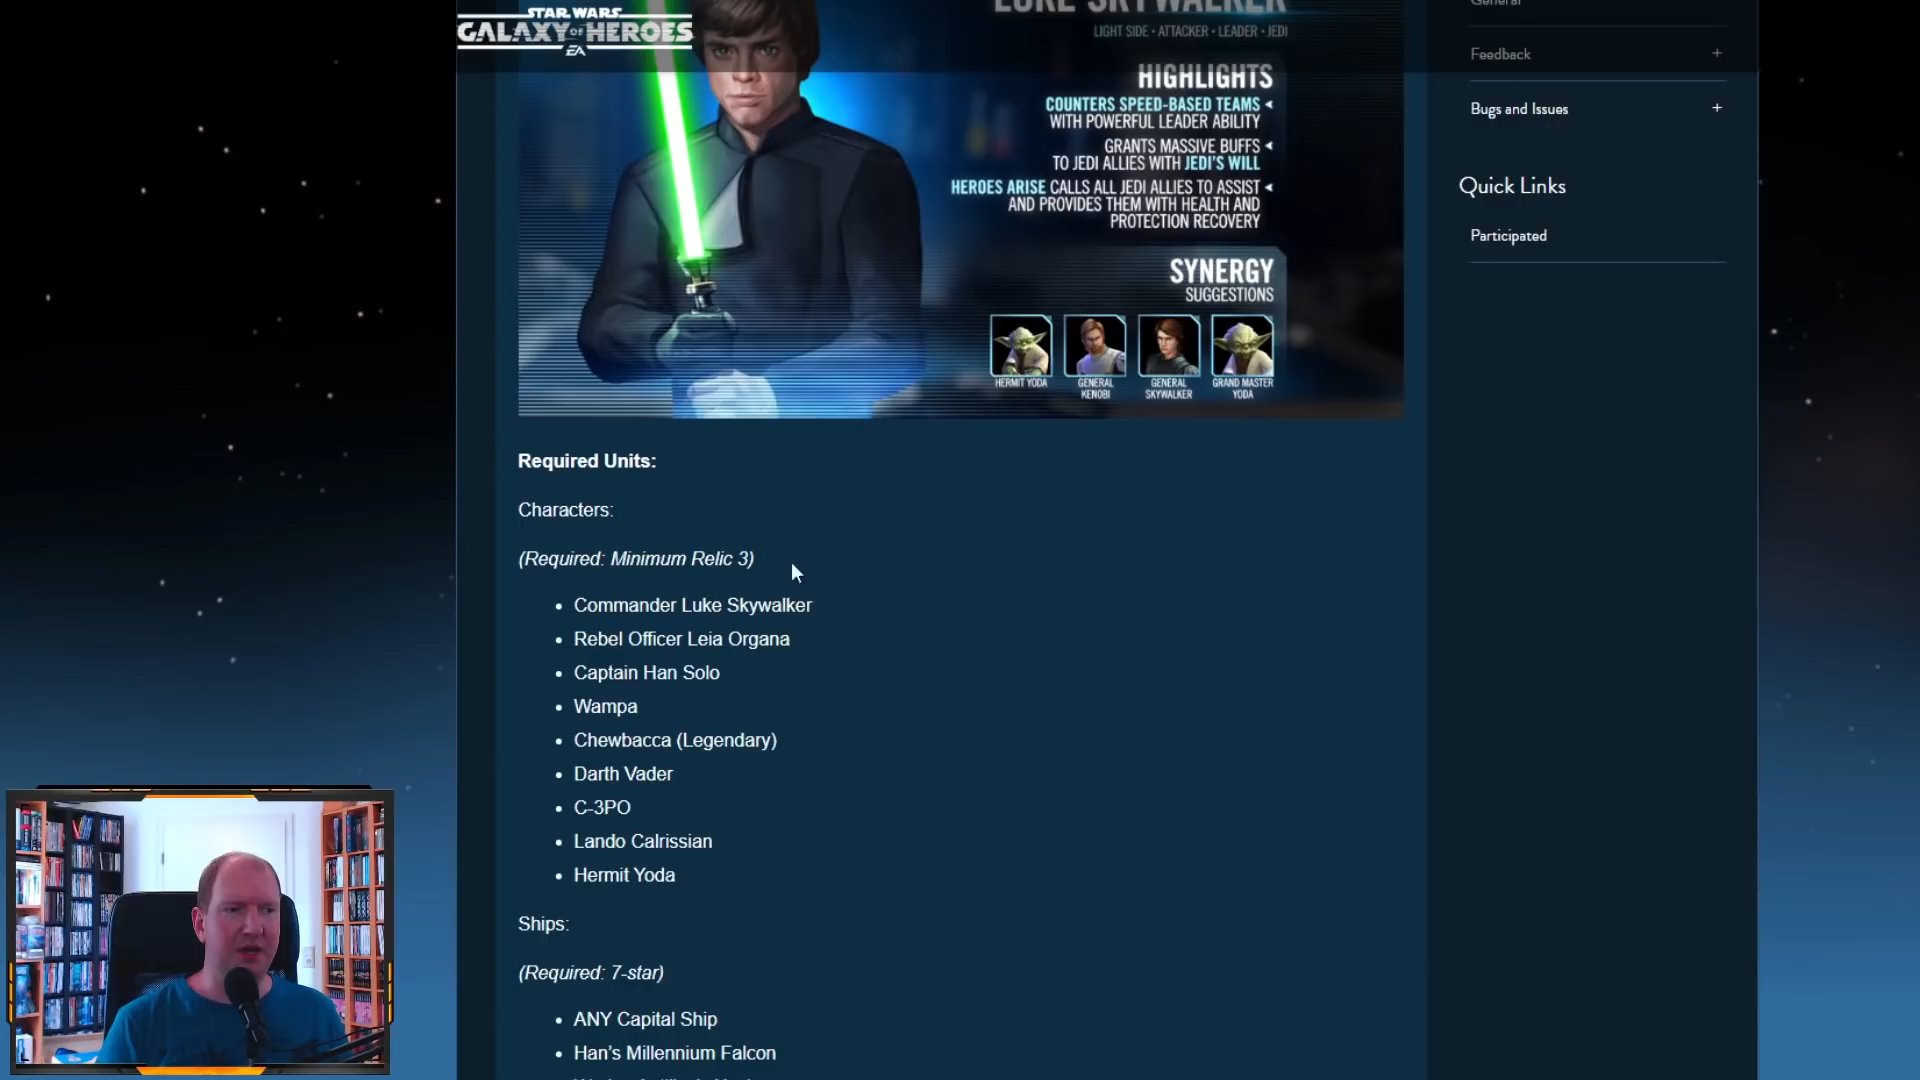 STAR WARS
GALAXY OF HEROES
EA
LUKE SKYWALKER
LIGHT SIDE • ATTACKER • LEADER • JEDI
HIGHLIGHTS
COUNTERS SPEED-BASED TEAMS
WITH POWERFUL LEADER ABILITY
GRANTS MASSIVE BUFFS
TO JEDI ALLIES WITH JEDI'S WILL
HEROES ARISE CALLS ALL JEDI ALLIES TO ASSIST
AND PROVIDES THEM WITH HEALTH AND
PROTECTION RECOVERY
SYNERGY
SUGGESTIONS
HERMIT YODA
GENERAL KENOBI
GENERAL SKYWALKER
GRAND MASTER YODA
Required Units:
Characters:
(Required: Minimum Relic 3)
• Commander Luke Skywalker
• Rebel Officer Leia Organa
• Captain Han Solo
• Wampa
• Chewbacca (Legendary)
• Darth Vader
• C-3PO
• Lando Calrissian
• Hermit Yoda
Ships:
(Required: 7-star)
• ANY Capital Ship
• Han's Millennium Falcon
General
Feedback +
Bugs and Issues +
Quick Links
Participated